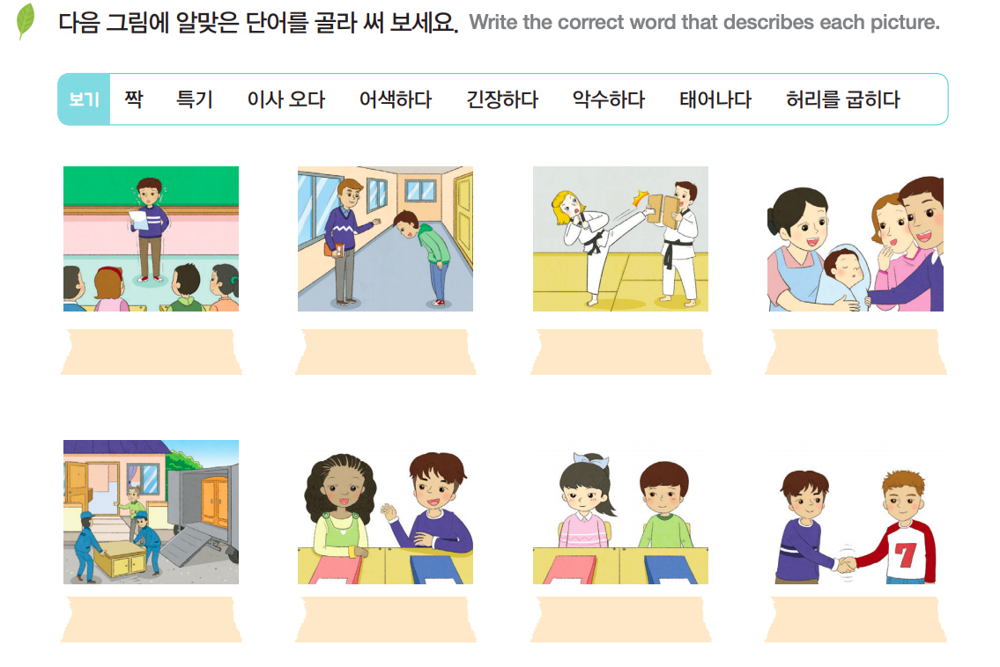 다음 그림에 알맞은 단어를 골라 써 보세요. Write the correct word that describes each picture.
보기 짝 특기 이사 오다 어색하다 긴장하다 악수하다 태어나다 허리를 굽히다
7